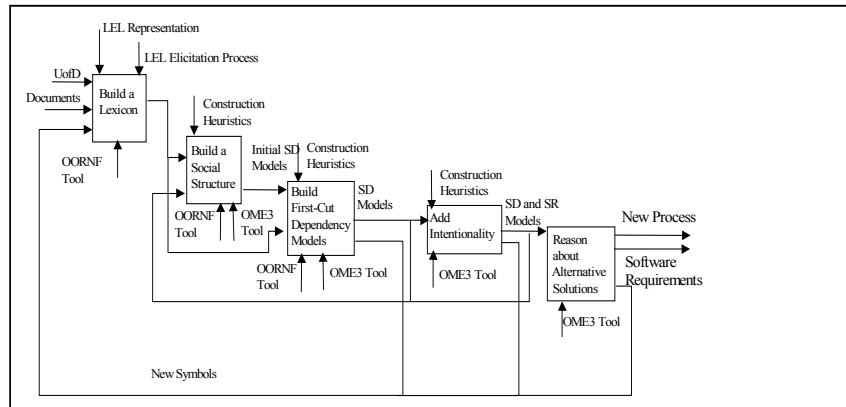 LEL Representation
LEL Elicitation Process
UofD
Documents
Build a
Lexicon
OORNF
Tool
Construction
Heuristics
Build a
Social
Structure
OORNF
Tool
OME3 Tool
Initial SD
Models
Construction
Heuristics
Build
First-Cut
Dependency
Models
OORNF
Tool
OME3 Tool
SD
Models
Construction
Heuristics
Add
Intentionality
OME3 Tool
SD and SR
Models
Reason
about
Alternative
Solutions
OME3 Tool
New Process
Software
Requirements
New Symbols